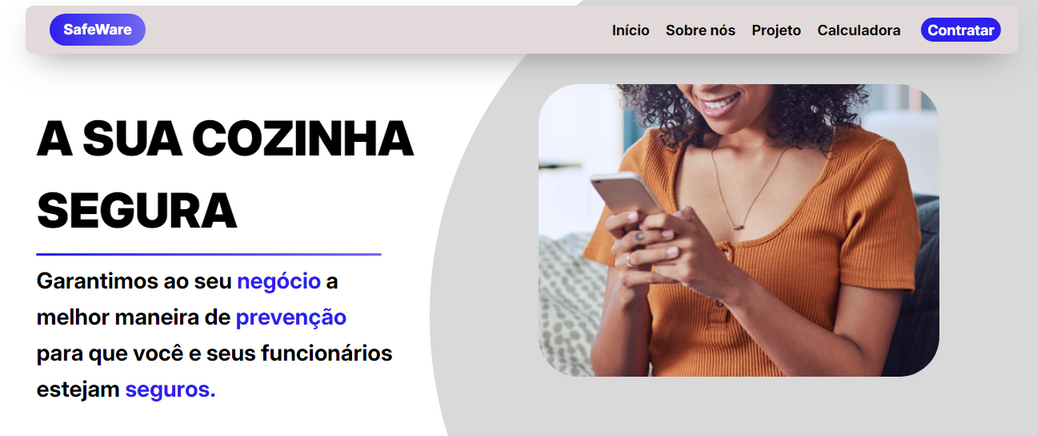 SafeWare
Início Sobre nós Projeto Calculadora Contratar
A SUA COZINHA
SEGURA
Garantimos ao seu negócio a
melhor maneira de prevenção
para que você e seus funcionários
estejam seguros.